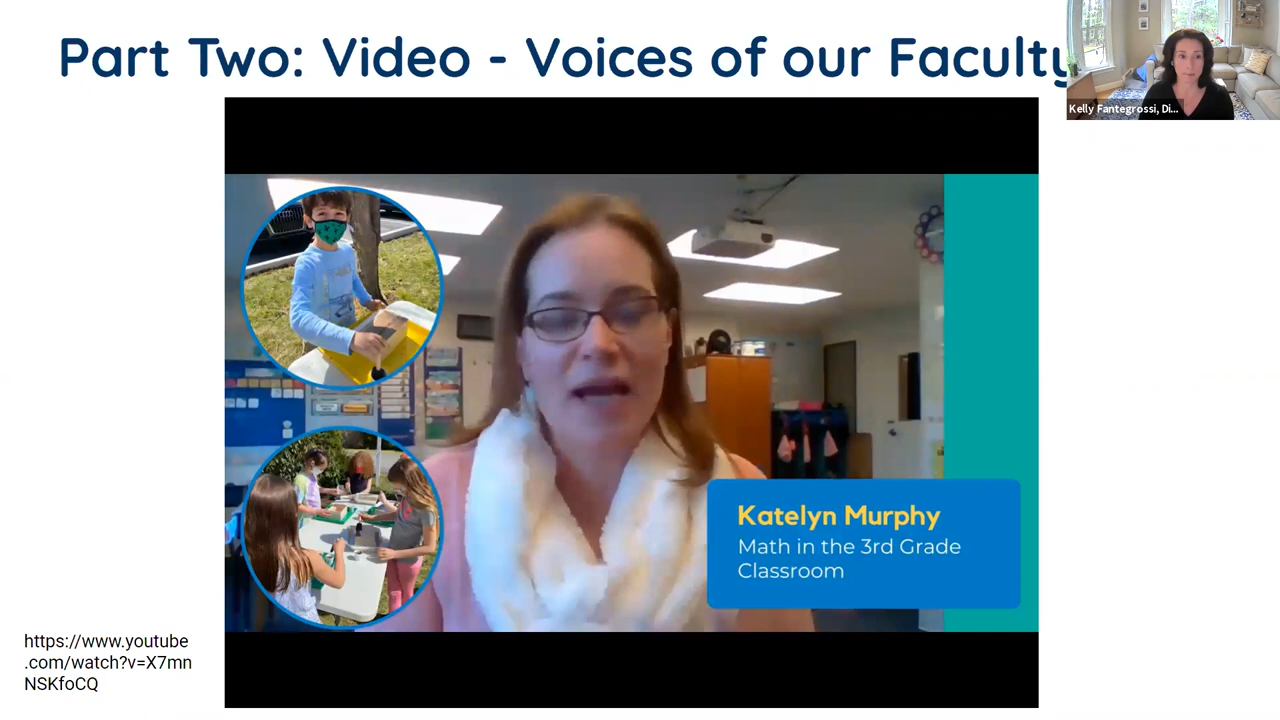 Part Two: Video - Voices of our Faculty
Kelly Fantegrossi, Di...
Katelyn Murphy
Math in the 3rd Grade
Classroom
https://www.youtube
.com/watch?v=X7mn
NSKfoCQ